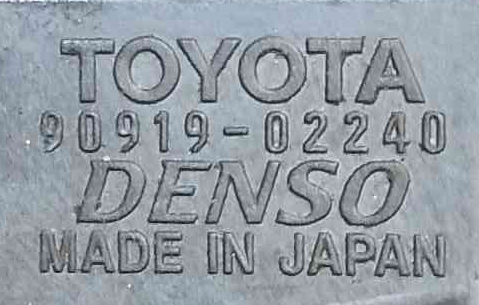 TOYOTA
90919-02240
DENSO
MADE IN JAPAN